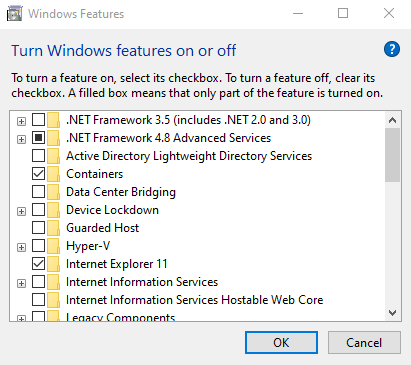 Windows Features
Turn Windows features on or off
To turn a feature on, select its checkbox. To turn a feature off, clear its
checkbox. A filled box means that only part of the feature is turned on.
.NET Framework 3.5 (includes .NET 2.0 and 3.0)
.NET Framework 4.8 Advanced Services
Active Directory Lightweight Directory Services
Containers
Data Center Bridging
Device Lockdown
Guarded Host
Hyper-V
Internet Explorer 11
Internet Information Services
Internet Information Services Hostable Web Core
Legacy Components
OK
Cancel